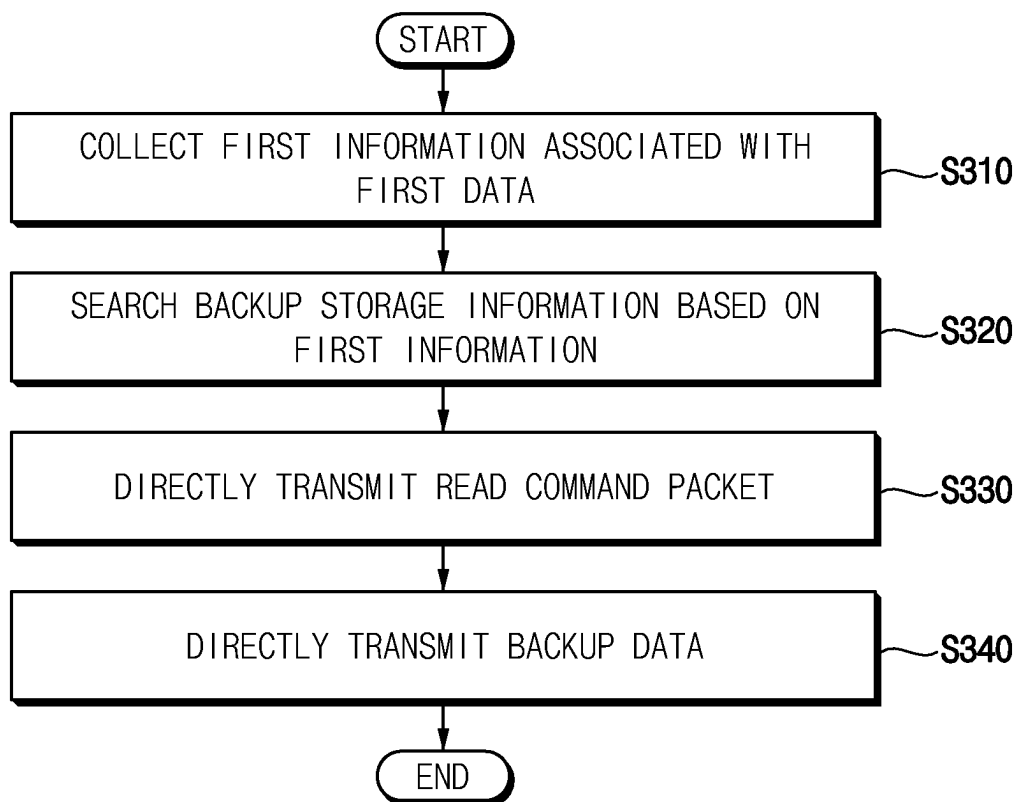 START
COLLECT FIRST INFORMATION ASSOCIATED WITH
FIRST DATA
S310
SEARCH BACKUP STORAGE INFORMATION BASED ON
FIRST INFORMATION
S320
DIRECTLY TRANSMIT READ COMMAND PACKET
S330
DIRECTLY TRANSMIT BACKUP DATA
S340
END